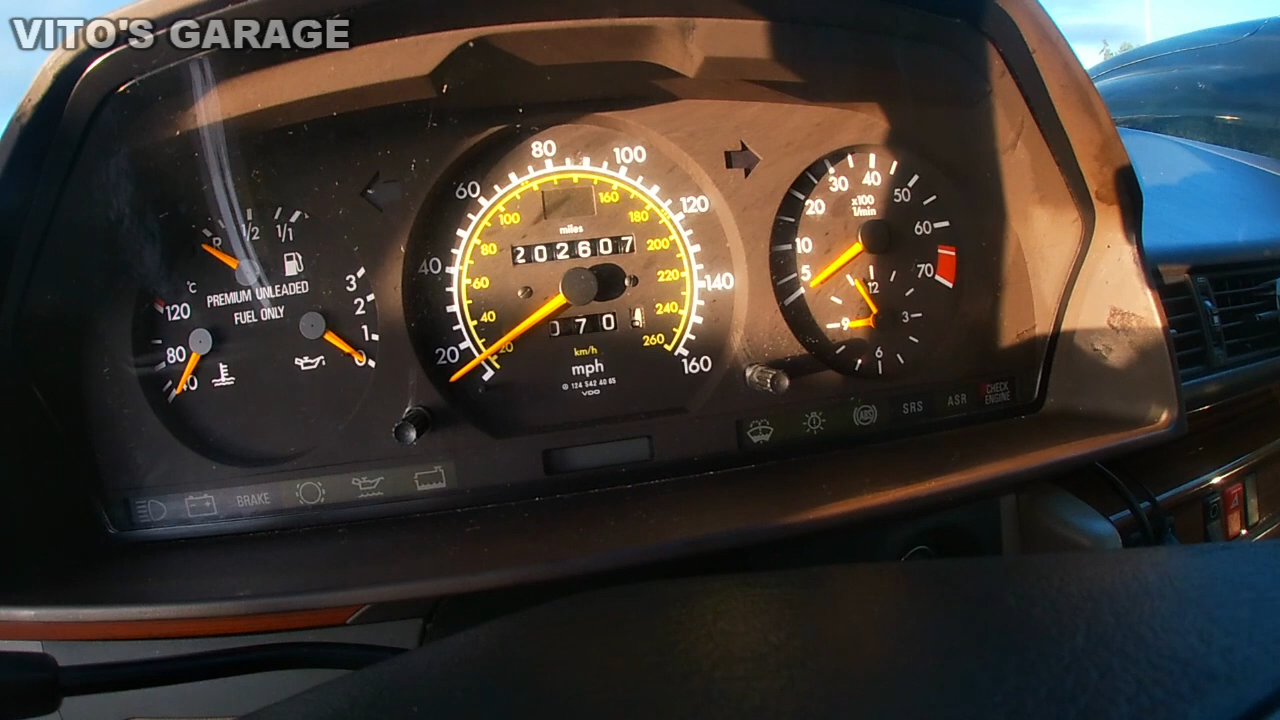 VITO'S GARAGE
R 1/2 1/1
PREMIUM UNLEADED
FUEL ONLY
°C
120
80
40
3
2
1
0
20
40
60
80
100
120
140
160
20
40
60
80
100
160
180
200
220
240
260
miles
202607
070
km/h
mph
124 542 40 65
VDO
5
10
20
30
40
50
60
70
x100
1/min
12
3
6
9
BRAKE
ABS
SRS
ASR
CHECK
ENGINE